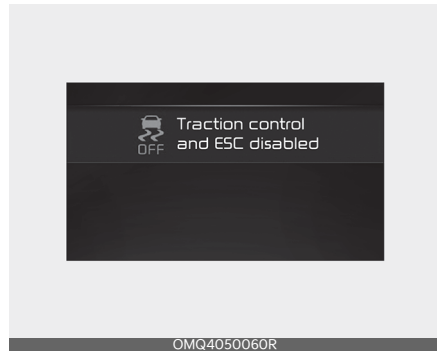 Traction control
OFF and ESC disabled
OMQ4050060R